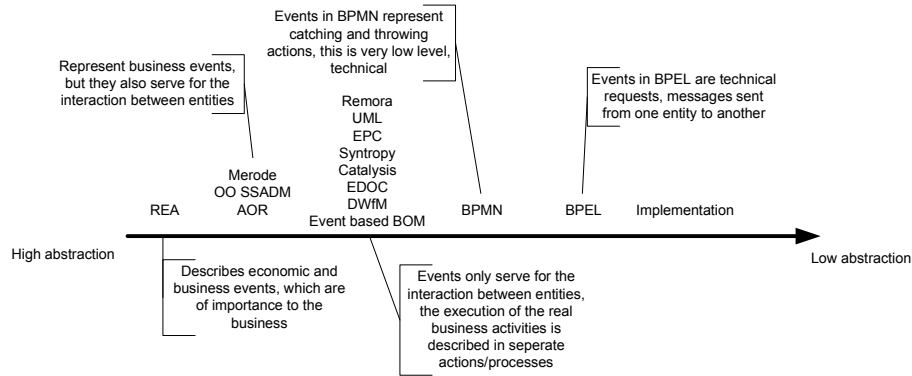 Events in BPMN represent
catching and throwing
actions, this is very low level,
technical
Represent business events,
but they also serve for the
interaction between entities
Events in BPEL are technical
requests, messages sent
from one entity to another
Remora
UML
EPC
Syntropy
Catalysis
EDOC
DWfM
Event based BOM
Merode
OO SSADM
AOR
REA
BPMN
BPEL
Implementation
High abstraction
Low abstraction
Describes economic and
business events, which are
of importance to the
business
Events only serve for the
interaction between entities,
the execution of the real
business activities is
described in seperate
actions/processes